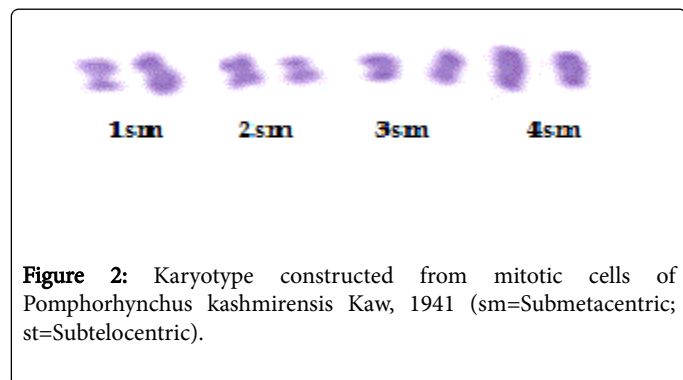 1sm 2sm 3sm 4sm
Figure 2: Karyotype constructed from mitotic cells of
Pomphorhynchus kashmirensis Kaw, 1941 (sm=Submetacentric;
st=Subtelocentric).